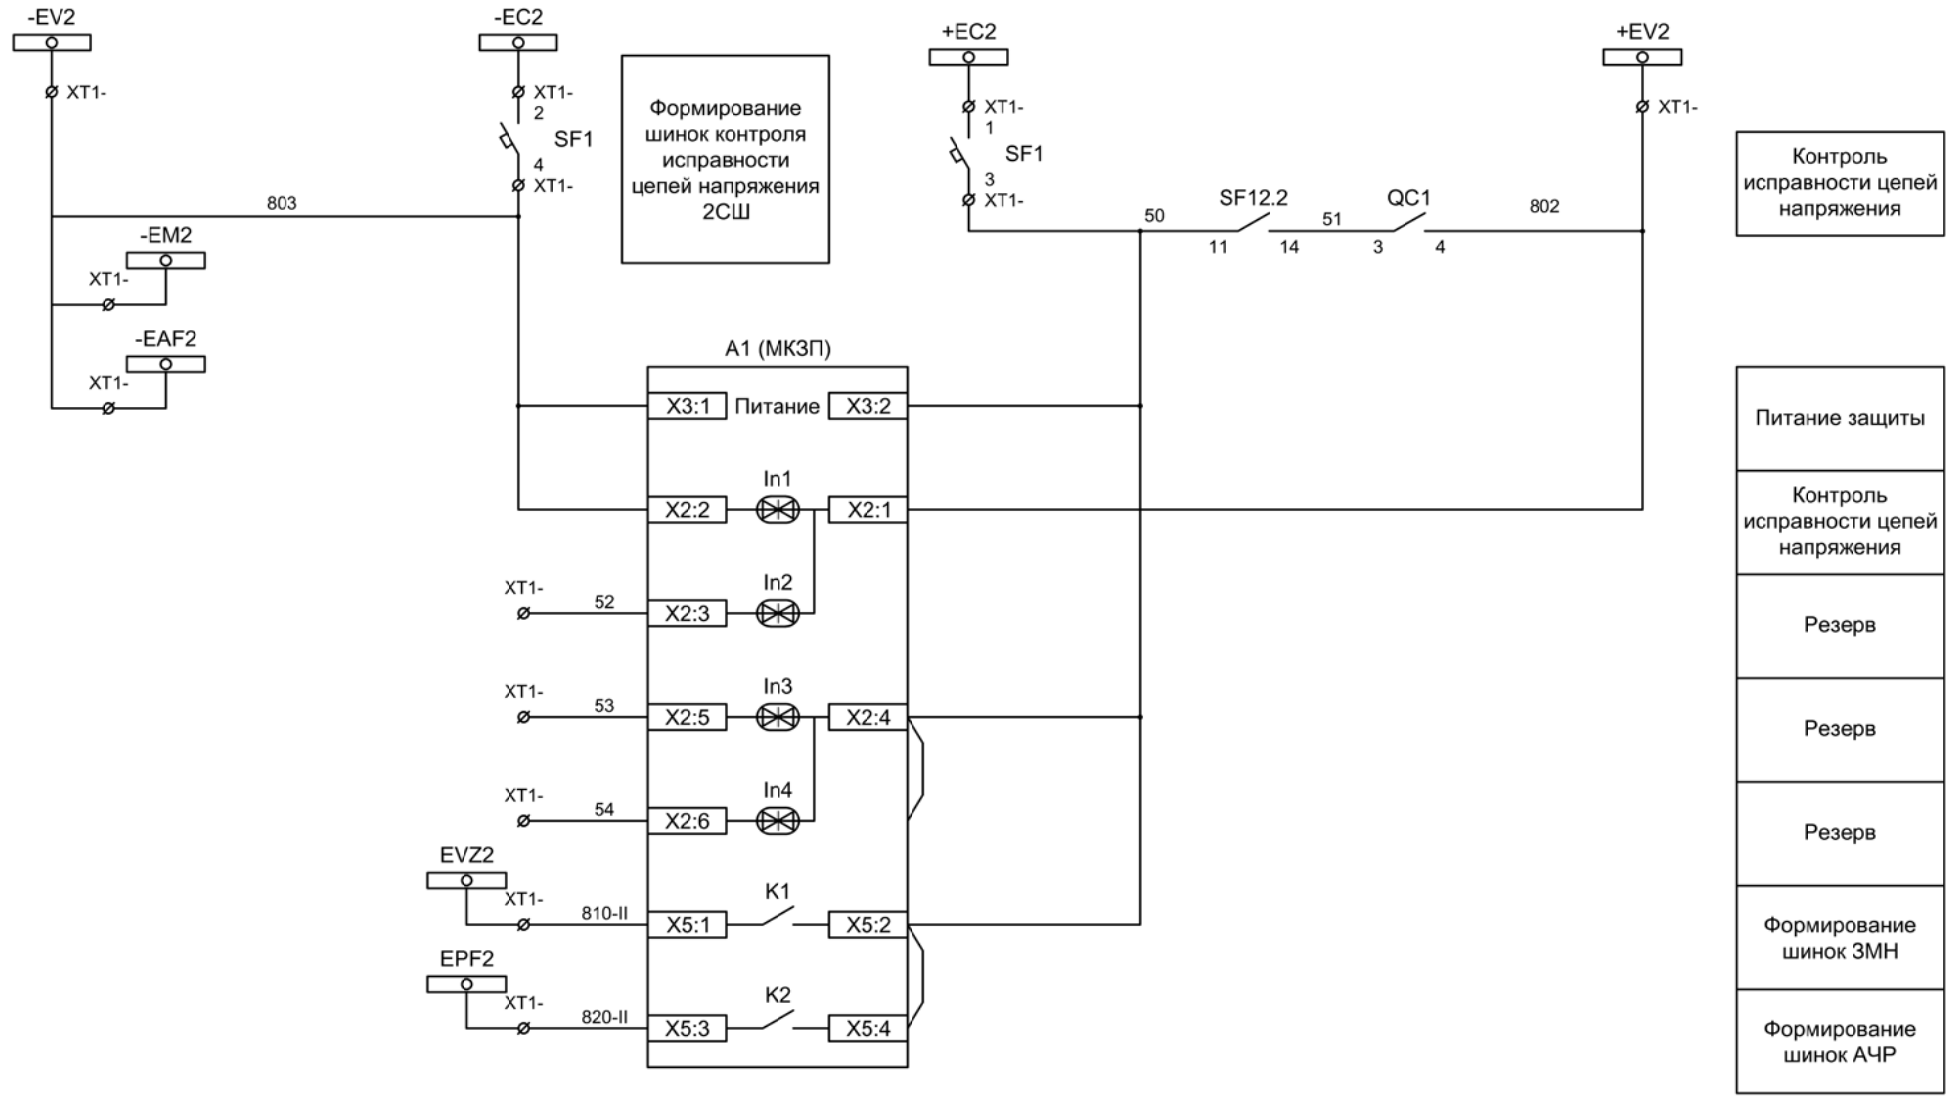 -EV2
XT1-
-EC2
XT1-
2
SF1
4
XT1-
Формирование
шинок контроля
исправности
цепей напряжения
2СШ
+EC2
XT1-
1
SF1
3
XT1-
+EV2
XT1-
Контроль
исправности цепей
напряжения
803
50
SF12.2
11
14
51
QC1
3
4
802
-EM2
XT1-
-EAF2
XT1-
A1 (МКЗП)
X3:1
Питание
X3:2
Питание защиты
In1
X2:2
X2:1
Контроль
исправности цепей
напряжения
XT1-
52
In2
X2:3
Резерв
XT1-
53
In3
X2:5
X2:4
Резерв
XT1-
54
In4
X2:6
Резерв
EVZ2
XT1-
810-II
K1
X5:1
X5:2
Формирование
шинок ЗМН
EPF2
XT1-
820-II
K2
X5:3
X5:4
Формирование
шинок АЧР